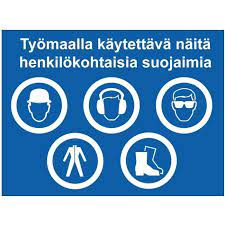 Työmaalla käytettävä näitä
henkilökohtaisia suojaimia